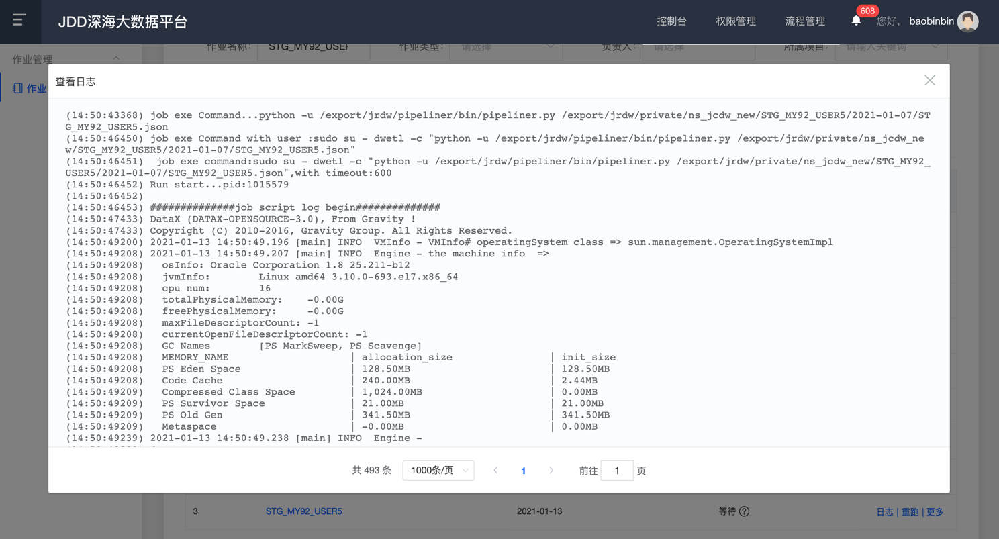 JDD深海大数据平台
控制台
权限管理
流程管理
608
您好,
baobinbin
作业管理
作业
作业名称:
STG_MY92_USER
作业类型:
请选择
负责人:
请选择
所属项目:
请输入关键词
查看日志
(14:50:43368) job exe Command...python -u /export/jrdw/pipeliner/bin/pipeliner.py /export/jrdw/private/ns_jcdw_new/STG_MY92_USER5/2021-01-07/ST
G_MY92_USER5.json
(14:50:46450) job exe Command with user :sudo su - dwetl -c "python -u /export/jrdw/pipeliner/bin/pipeliner.py /export/jrdw/private/ns_jcdw_ne
w/STG_MY92_USER5/2021-01-07/STG_MY92_USER5.json"
(14:50:46451)  job exe command:sudo su - dwetl -c "python -u /export/jrdw/pipeliner/bin/pipeliner.py /export/jrdw/private/ns_jcdw_new/STG_MY92_
USER5/2021-01-07/STG_MY92_USER5.json",with timeout:600
(14:50:46452) Run start...pid:1015579
(14:50:46452)
(14:50:46453) ##############job script log begin##############
(14:50:47433) DataX (DATAX-OPENSOURCE-3.0), From Gravity !
(14:50:47433) Copyright (C) 2010-2016, Gravity Group. All Rights Reserved.
(14:50:49200) 2021-01-13 14:50:49.196 [main] INFO  VMInfo - VMInfo# operatingSystem class => sun.management.OperatingSystemImpl
(14:50:49208) 2021-01-13 14:50:49.207 [main] INFO  Engine - the machine info  =>
(14:50:49208)   osInfo: Oracle Corporation 1.8 25.211-b12
(14:50:49208)   jvmInfo:        Linux amd64 3.10.0-693.el7.x86_64
(14:50:49208)   cpu num:        16
(14:50:49208)   totalPhysicalMemory:    -0.00G
(14:50:49208)   freePhysicalMemory:     -0.00G
(14:50:49208)   maxFileDescriptorCount: -1
(14:50:49208)   currentOpenFileDescriptorCount: -1
(14:50:49208)   GC Names        [PS MarkSweep, PS Scavenge]
(14:50:49208)   MEMORY_NAME                    | allocation_size                | init_size
(14:50:49208)   PS Eden Space                  | 128.50MB                       | 128.50MB
(14:50:49208)   Code Cache                     | 240.00MB                       | 2.44MB
(14:50:49209)   Compressed Class Space         | 1,024.00MB                     | 0.00MB
(14:50:49209)   PS Survivor Space              | 21.00MB                        | 21.00MB
(14:50:49209)   PS Old Gen                     | 341.50MB                       | 341.50MB
(14:50:49209)   Metaspace                      | -0.00MB                        | 0.00MB
(14:50:49239) 2021-01-13 14:50:49.238 [main] INFO  Engine -
共 493 条
1000条/页
1
前往 1 页
3
STG_MY92_USER5
2021-01-13
等待
日志 | 重跑 | 更多